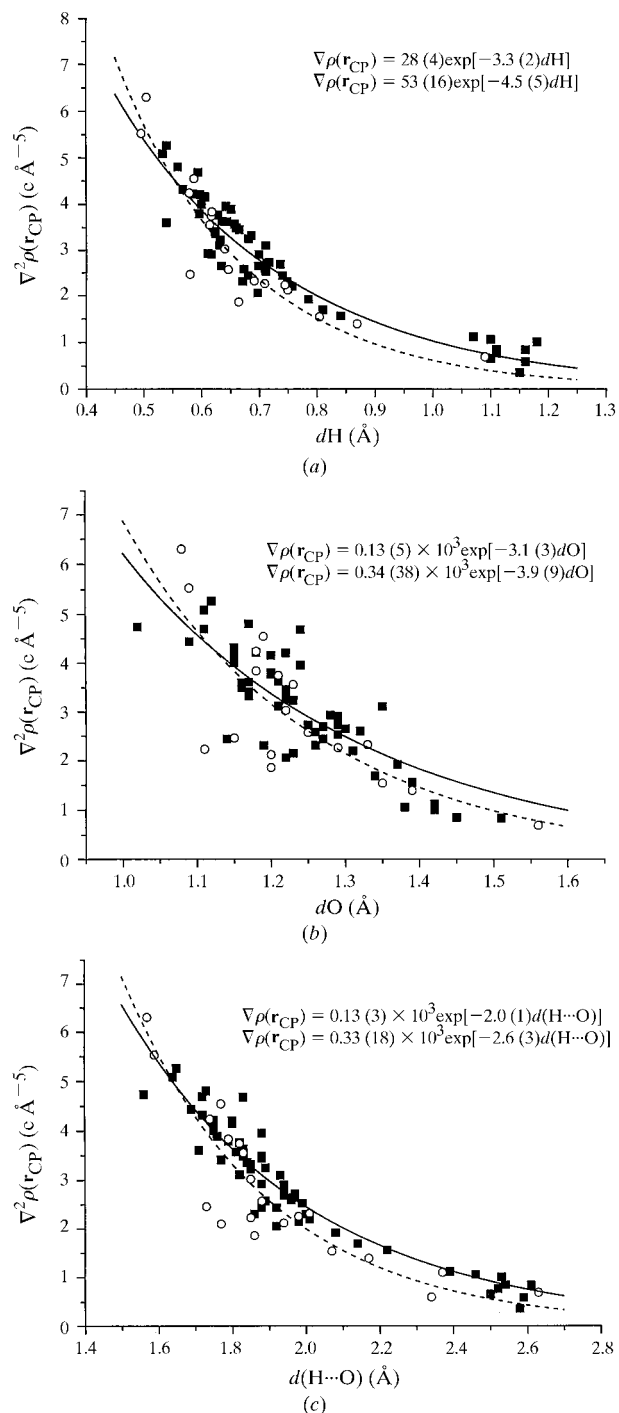 8
7
6
5
4
3
2
1
0
∇²ρ(r_CP) (c Å⁻⁵)
∇ρ(r_CP) = 28 (4)exp[−3.3 (2)dH]
∇ρ(r_CP) = 53 (16)exp[−4.5 (5)dH]
0.4 0.5 0.6 0.7 0.8 0.9 1.0 1.1 1.2 1.3
dH (Å)
(a)
7
6
5
4
3
2
1
0
∇²ρ(r_CP) (c Å⁻⁵)
∇ρ(r_CP) = 0.13 (5) × 10³exp[−3.1 (3)dO]
∇ρ(r_CP) = 0.34 (38) × 10³exp[−3.9 (9)dO]
1.0 1.1 1.2 1.3 1.4 1.5 1.6
dO (Å)
(b)
7
6
5
4
3
2
1
0
∇²ρ(r_CP) (c Å⁻⁵)
∇ρ(r_CP) = 0.13 (3) × 10³exp[−2.0 (1)d(H···O)]
∇ρ(r_CP) = 0.33 (18) × 10³exp[−2.6 (3)d(H···O)]
1.4 1.6 1.8 2.0 2.2 2.4 2.6 2.8
d(H···O) (Å)
(c)